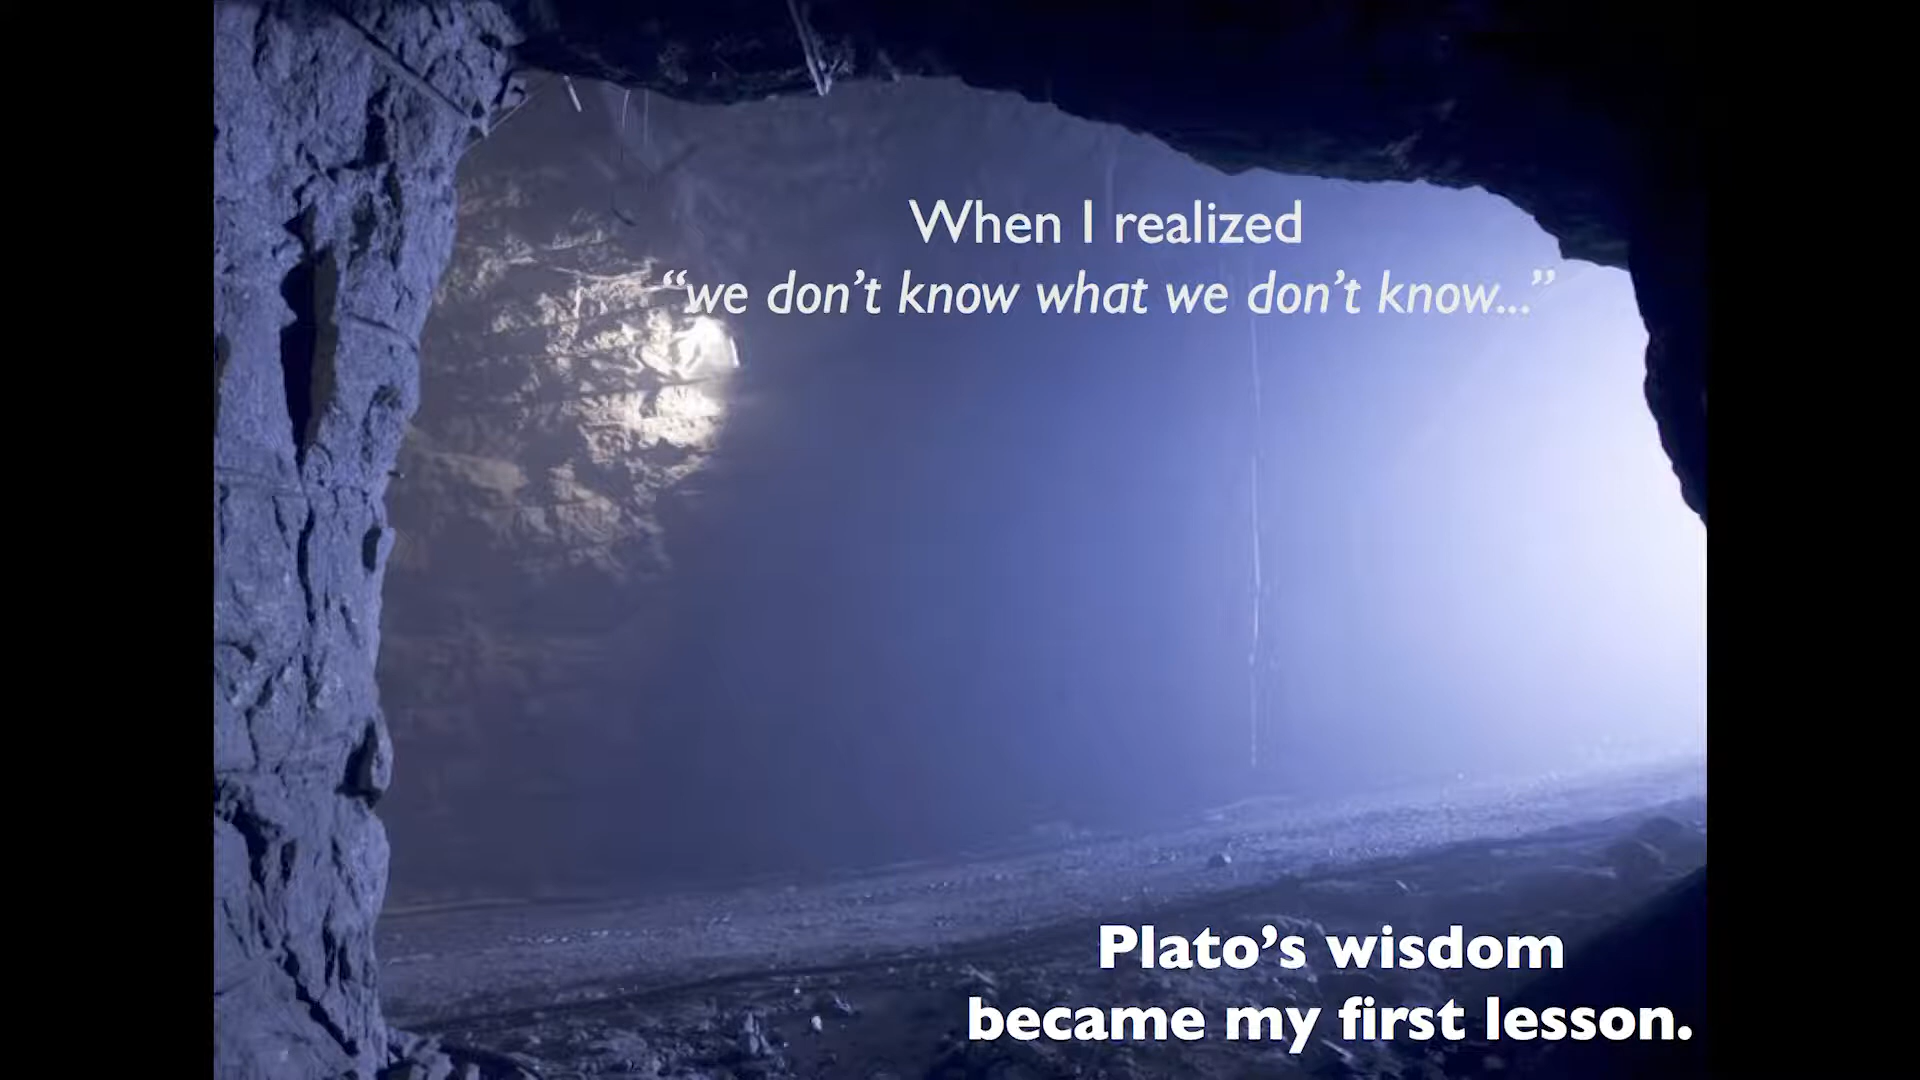 When I realized
“we don’t know what we don’t know...”
Plato’s wisdom
became my first lesson.